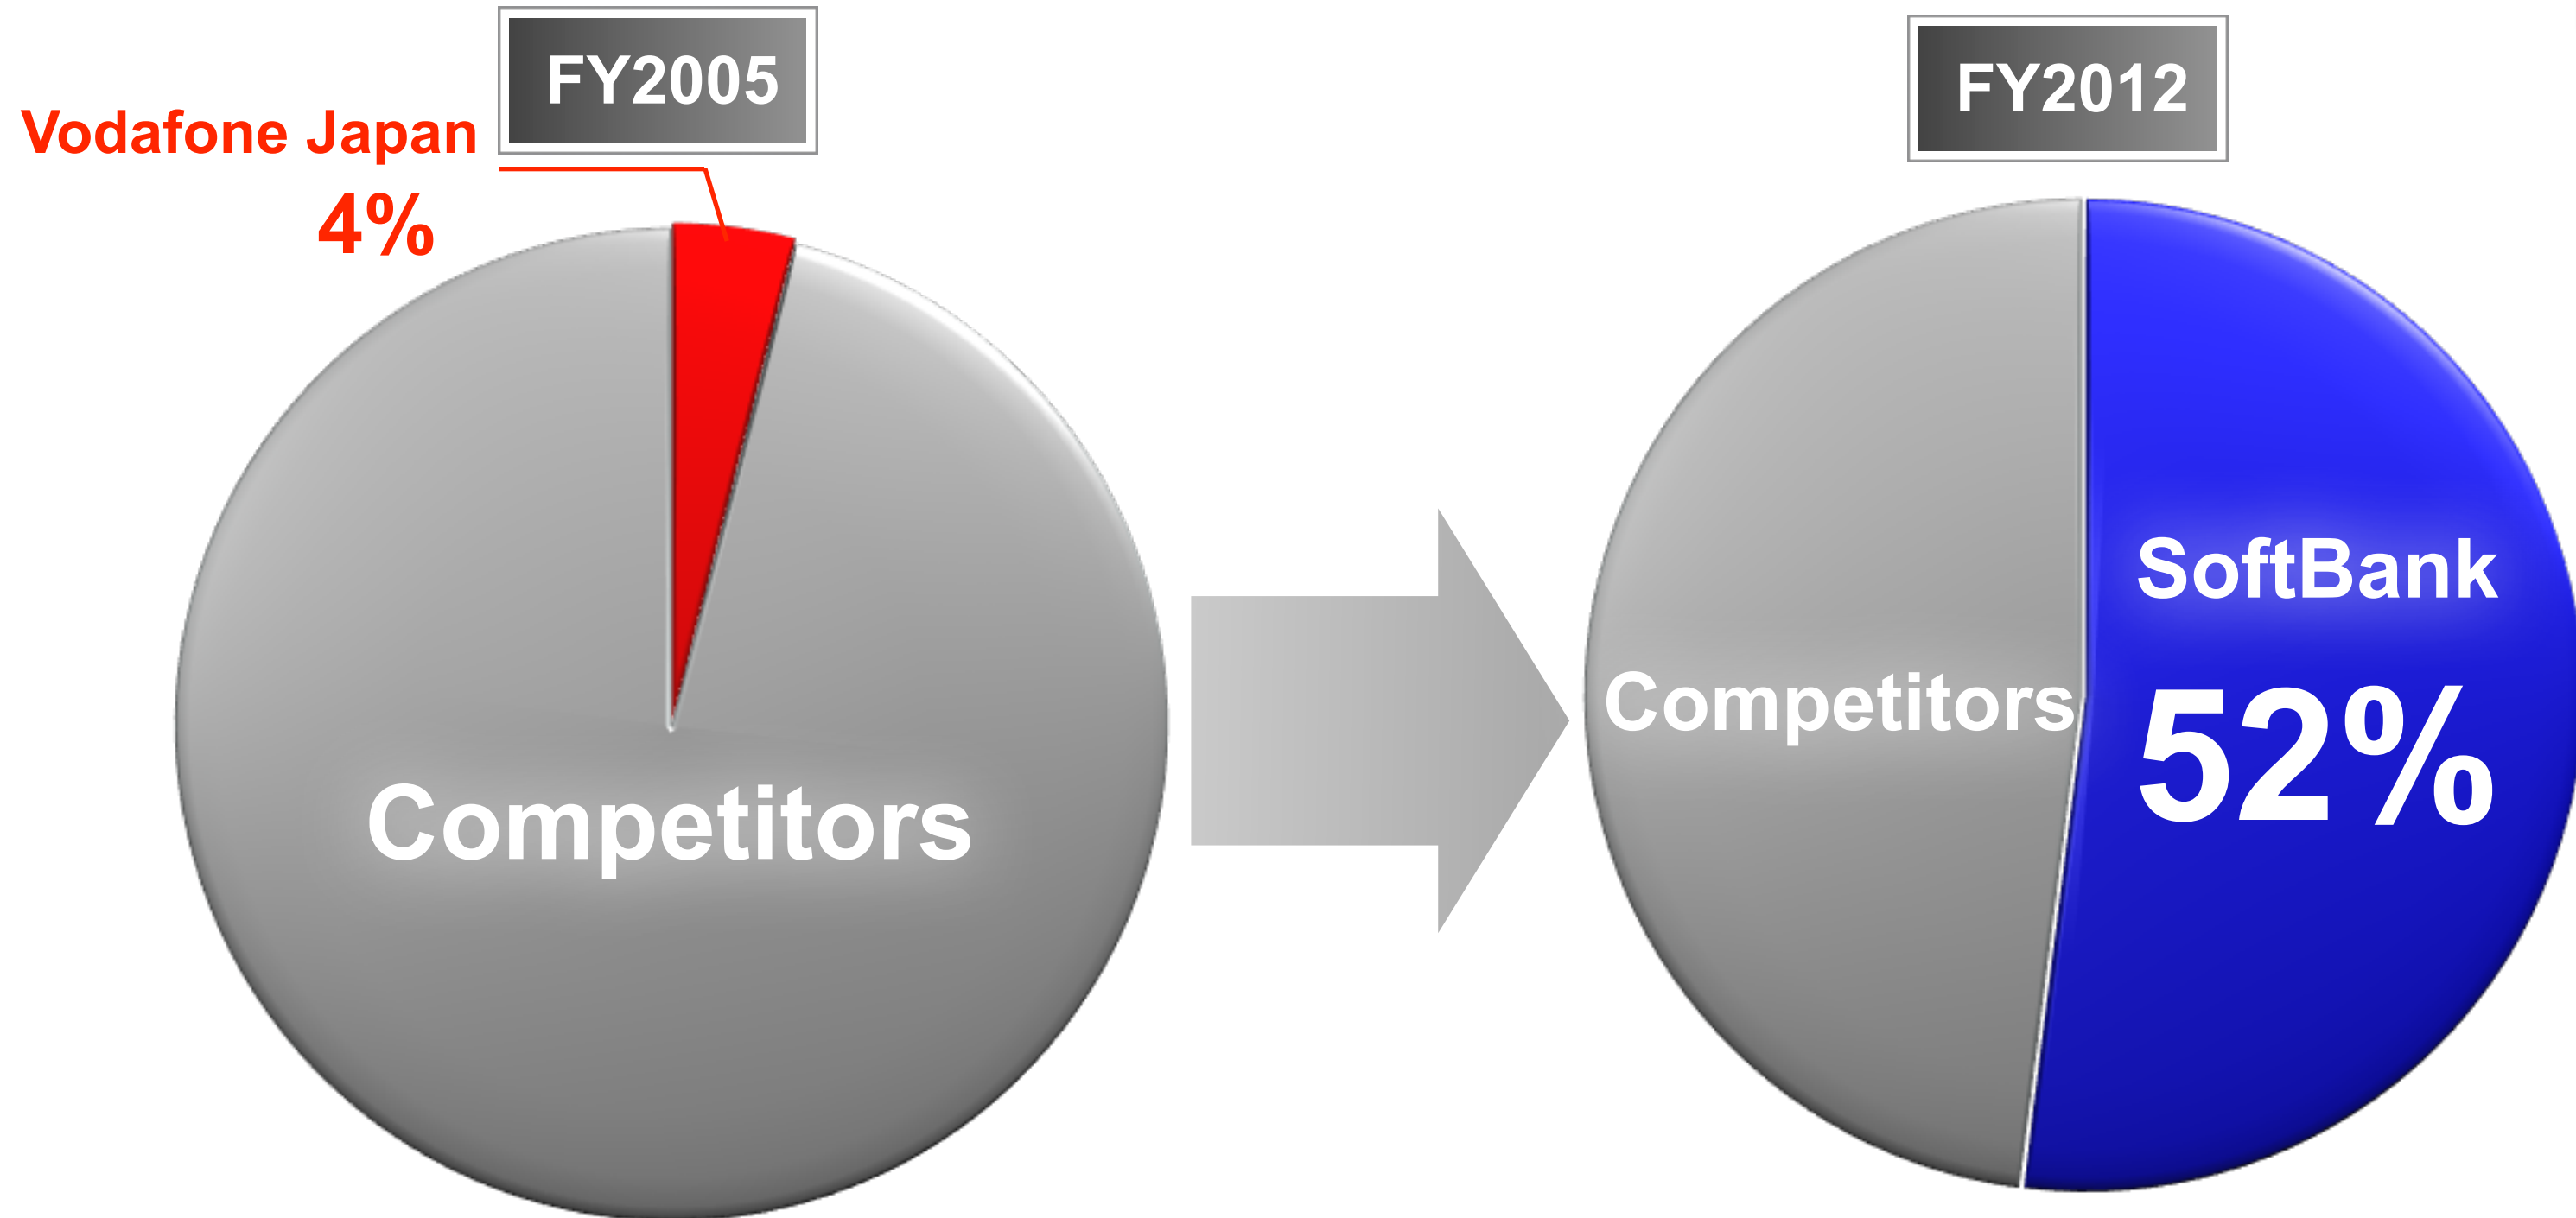 FY2005
Vodafone Japan
4%
Competitors
FY2012
Competitors
SoftBank
52%